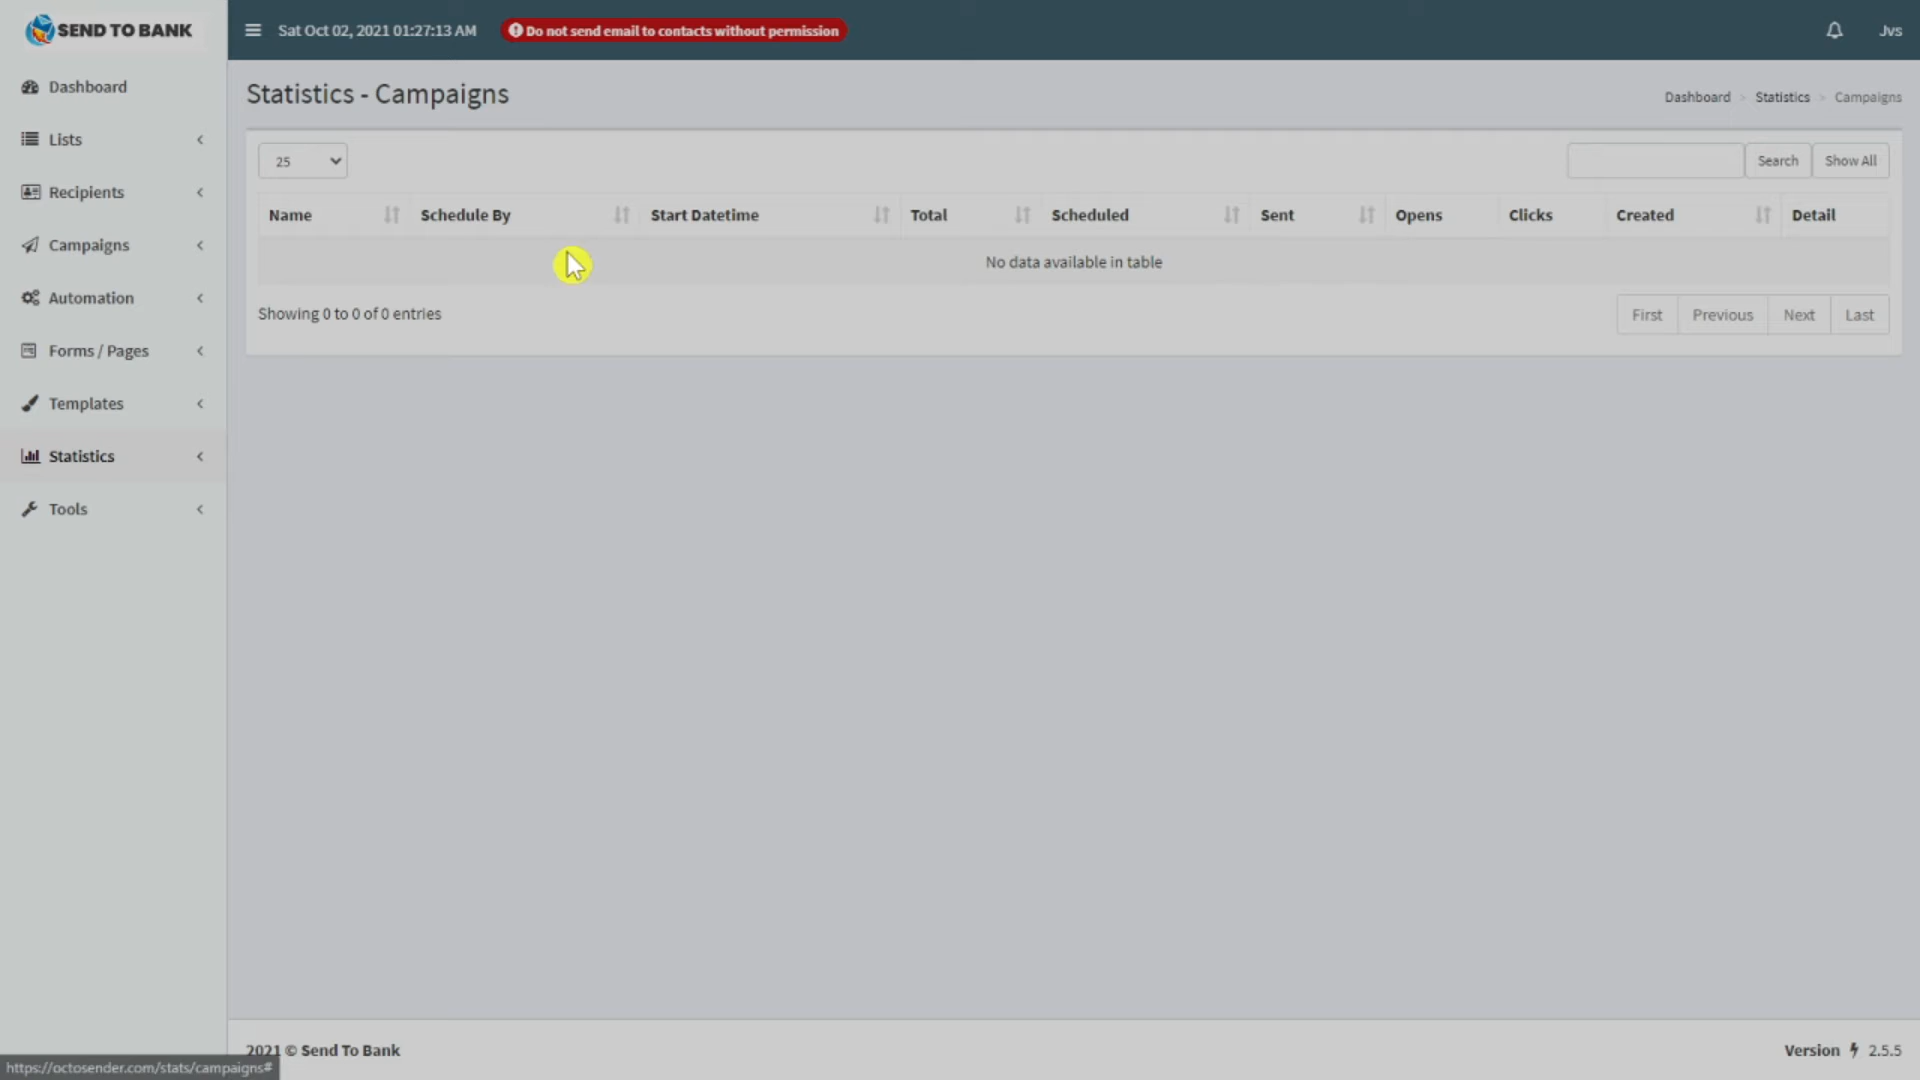 SEND TO BANK
Sat Oct 02, 2021 01:27:13 AM
Do not send email to contacts without permission
Jvs
Dashboard
Lists
Recipients
Campaigns
Automation
Forms / Pages
Templates
Statistics
Tools
Statistics - Campaigns
Dashboard Statistics Campaigns
25
Search Show All
Name Schedule By Start Datetime Total Scheduled Sent Opens Clicks Created Detail
No data available in table
Showing 0 to 0 of 0 entries
First Previous Next Last
2021 © Send To Bank
Version 2.5.5
https://octosender.com/stats/campaigns#